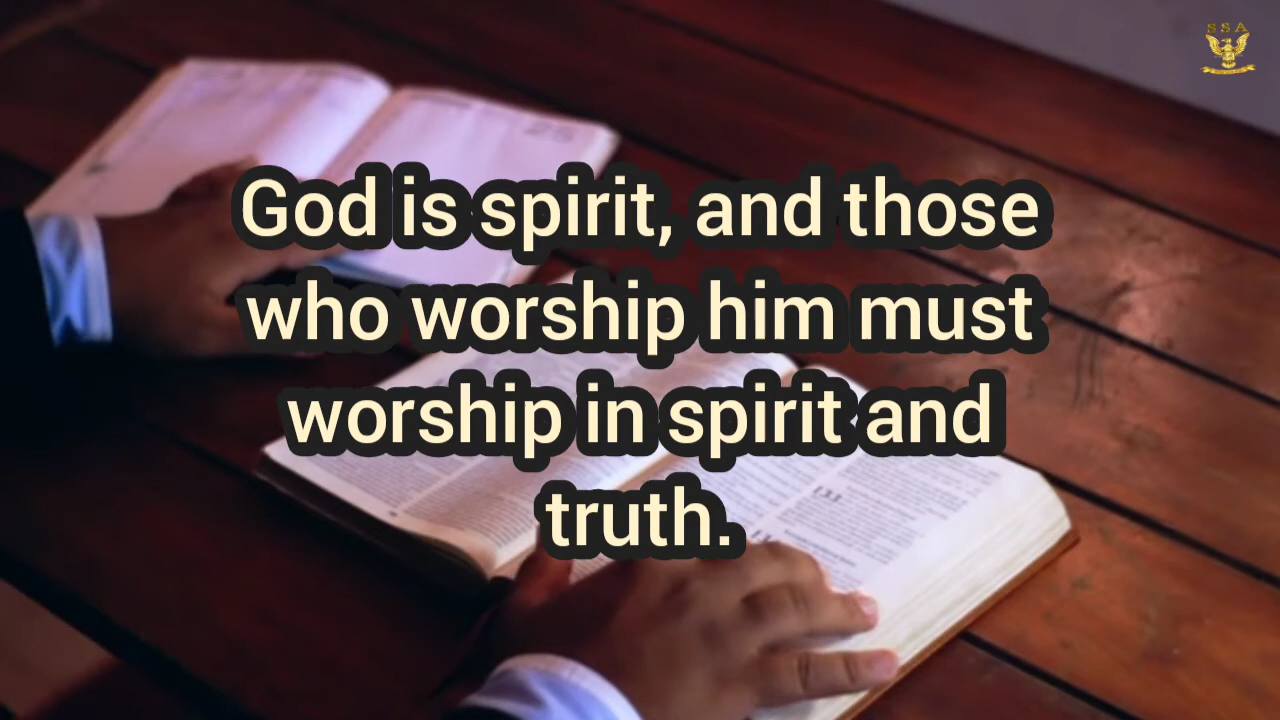 SSA
God is spirit, and those
who worship him must
worship in spirit and
truth.